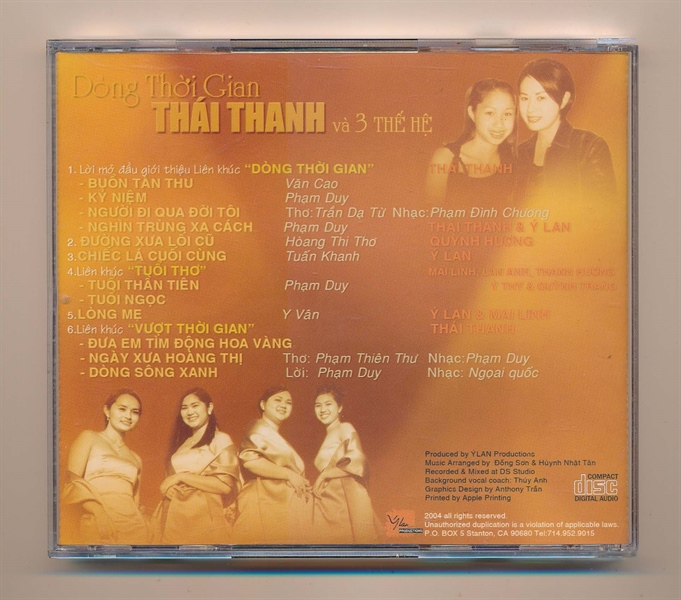 Dòng Thời Gian
THÁI THANH và 3 THẾ HỆ
1. Lời mở đầu giới thiệu Liên khúc "DÒNG THỜI GIAN" THÁI THANH
- BUỒN TÀN THU Văn Cao
- KỶ NIỆM Phạm Duy
- NGƯỜI ĐI QUA ĐỜI TÔI Thơ: Trần Dạ Từ Nhạc: Phạm Đình Chương
- NGHÌN TRÙNG XA CÁCH Phạm Duy THÁI THANH & Ý LAN
2. ĐƯỜNG XƯA LỐI CŨ Hoàng Thi Thơ QUỲNH HƯƠNG
3. CHIẾC LÁ CUỐI CÙNG Tuấn Khanh Ý LAN
4. Liên khúc "TUỔI THƠ" MAI LINH,
- TUỔI THẦN TIÊN Phạm Duy Ý THY & QUỲNH
- TUỔI NGỌC
5. LÒNG MẸ Y Vân Ý LAN & MAI LINH
6. Liên khúc "VƯỢT THỜI GIAN" THÁI THANH
- ĐƯA EM TÌM ĐỘNG HOA VÀNG
- NGÀY XƯA HOÀNG THỊ Thơ: Phạm Thiên Thư Nhạc: Phạm Duy
- DÒNG SÔNG XANH Lời: Phạm Duy Nhạc: Ngoại quốc
Produced by ÝLAN Productions
Music Arranged by Đồng Sơn & Huỳnh Nhật Tân
Recorded & Mixed at DS Studio
Background vocal coach: Thúy Anh
Graphics Design by Anthony Trần
Printed by Apple Printing
COMPACT
disc
DIGITAL AUDIO
Ý Lan
2004 all rights reserved.
Unauthorized duplication is a violation of applicable laws.
P.O. BOX 5 Stanton, CA 90680 Tel:714.952.9015